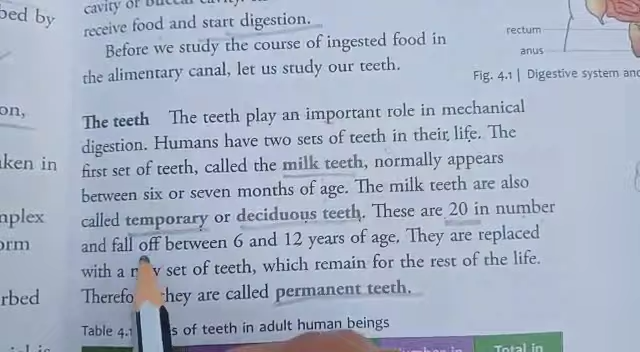 cavity or buccal cavity.
receive food and start digestion.
Before we study the course of ingested food in
the alimentary canal, let us study our teeth.
The teeth The teeth play an important role in mechanical
digestion. Humans have two sets of teeth in their life. The
first set of teeth, called the milk teeth, normally appears
between six or seven months of age. The milk teeth are also
called temporary or deciduous teeth. These are 20 in number
and fall off between 6 and 12 years of age. They are replaced
with a set of teeth, which remain for the rest of the life.
they are called permanent teeth.
Table 4.1 of teeth in adult human beings
Total in
rectum
anus
Fig. 4.1 | Digestive system
by
on,
in